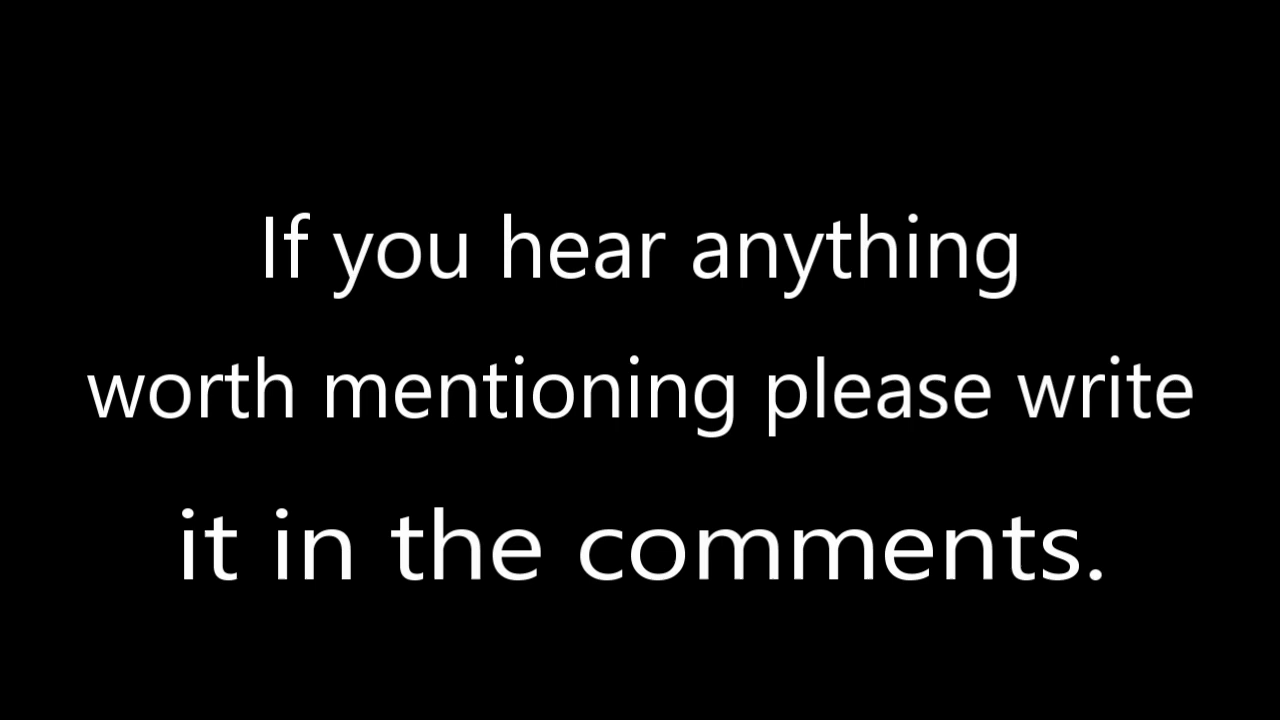 If you hear anything
worth mentioning please write
it in the comments.